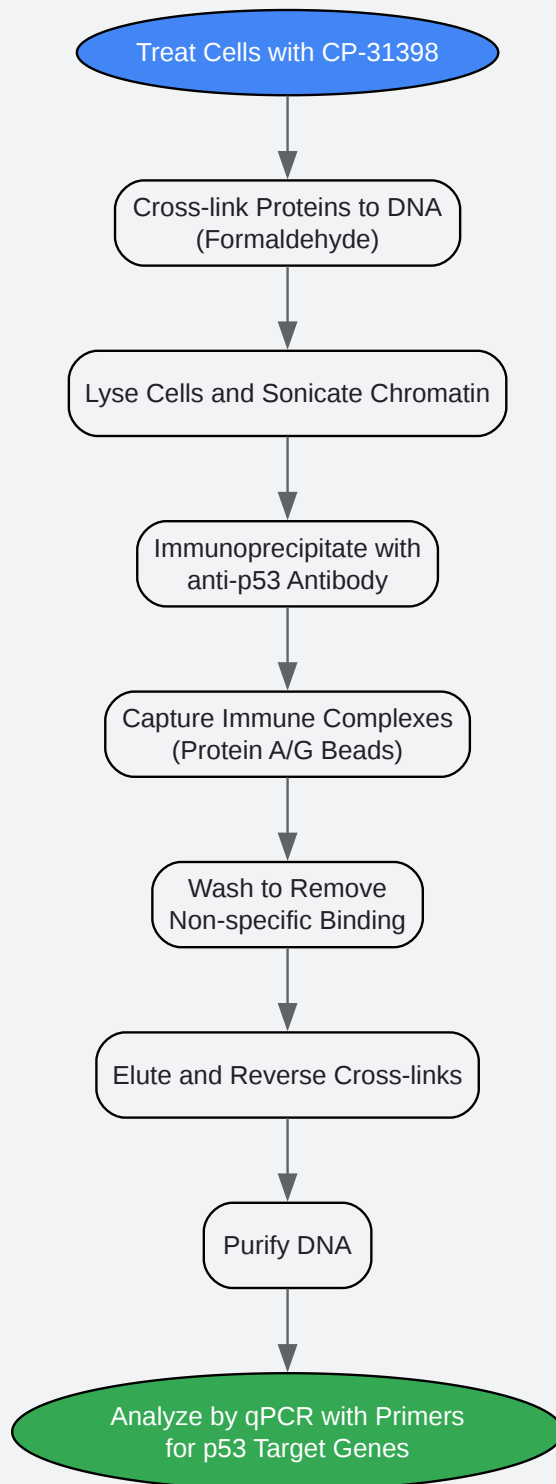 Treat Cells with CP-31398
Cross-link Proteins to DNA
(Formaldehyde)
Lyse Cells and Sonicate Chromatin
Immunoprecipitate with
anti-p53 Antibody
Capture Immune Complexes
(Protein A/G Beads)
Wash to Remove
Non-specific Binding
Elute and Reverse Cross-links
Purify DNA
Analyze by qPCR with Primers
for p53 Target Genes